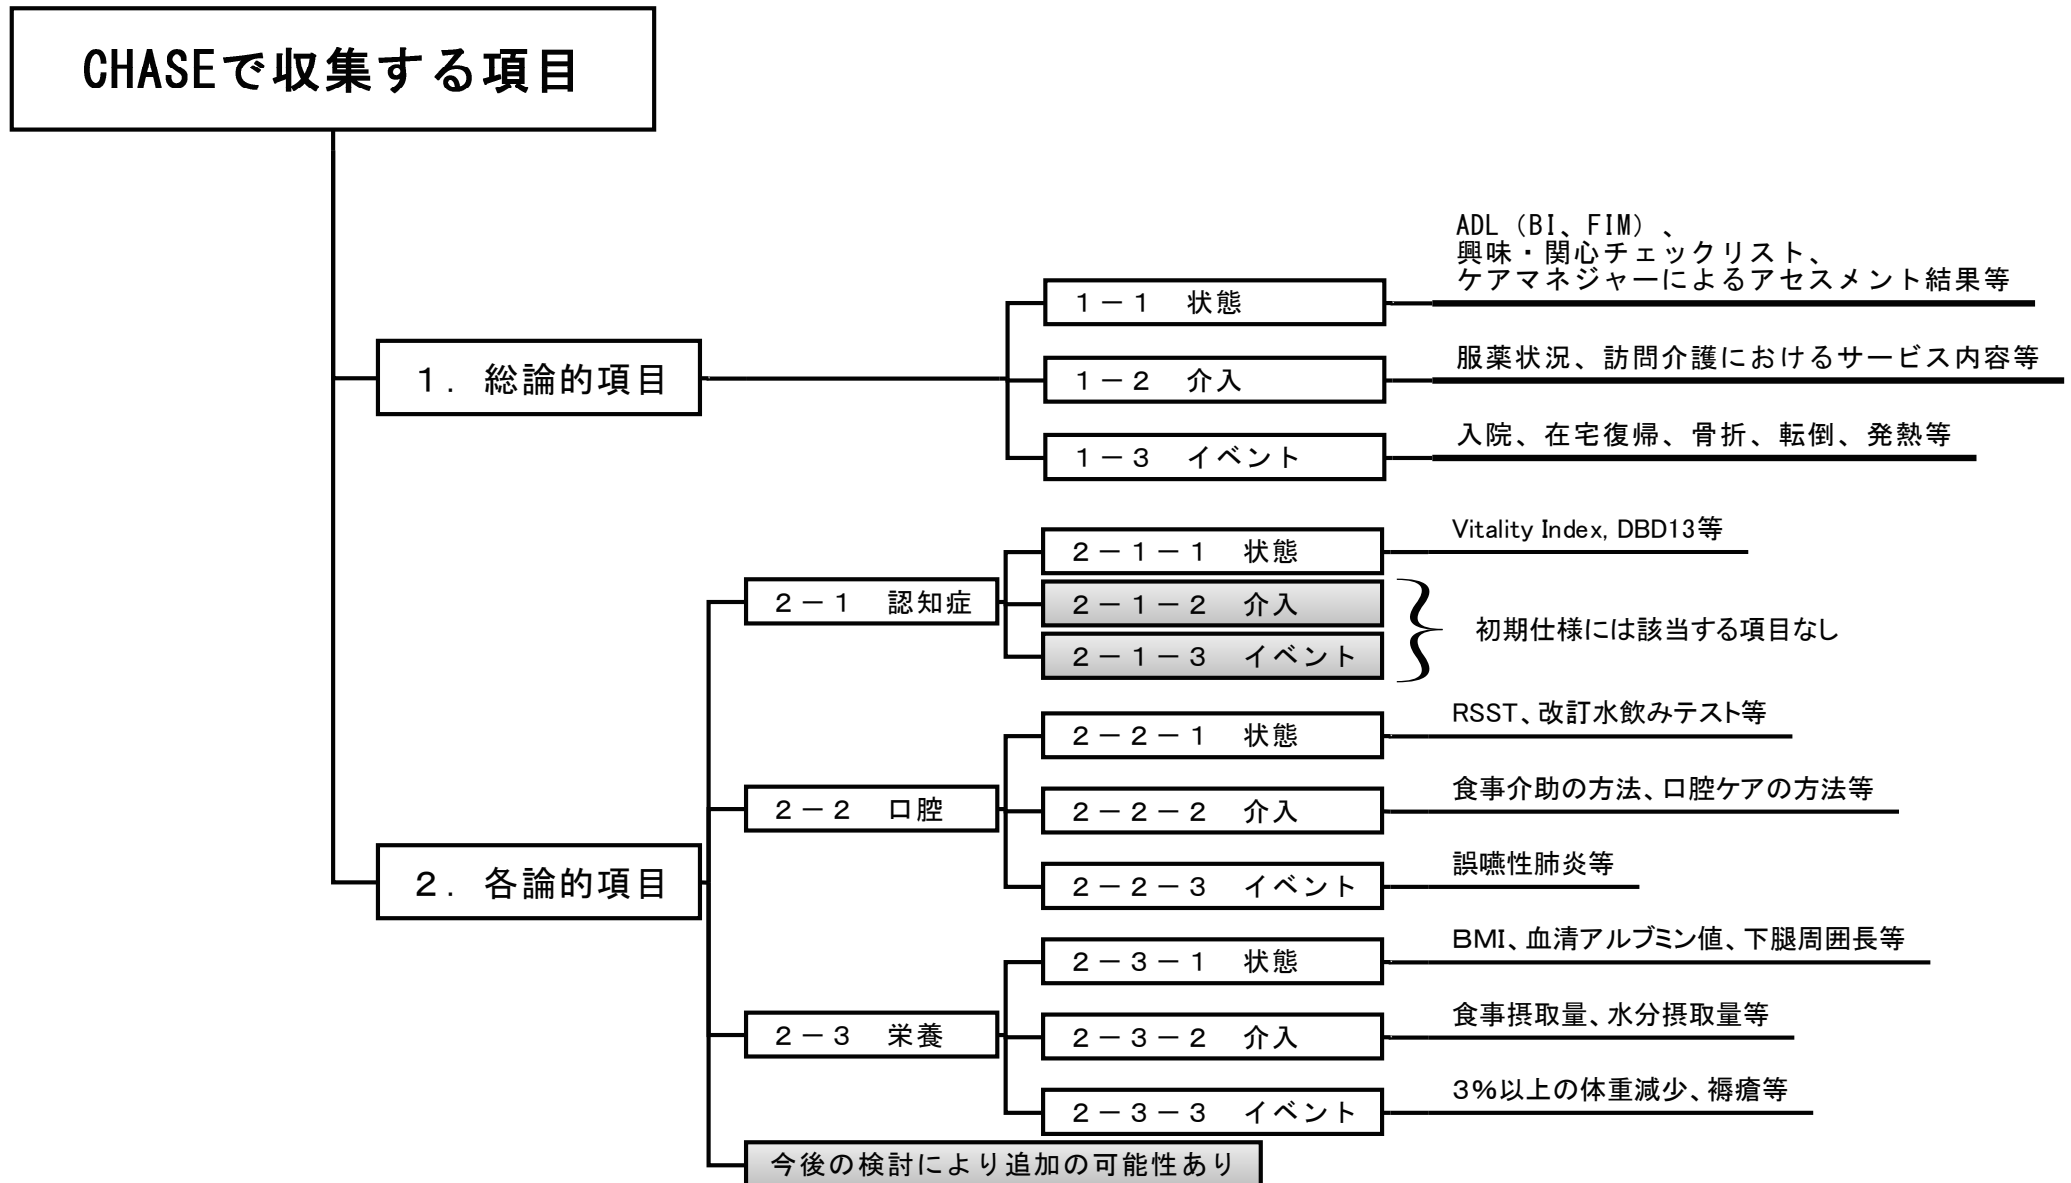 CHASEで収集する項目
1. 総論的項目
1-1 状態
ADL(BI、FIM)、
興味・関心チェックリスト、
ケアマネジャーによるアセスメント結果等
1-2 介入
服薬状況、訪問介護におけるサービス内容等
1-3 イベント
入院、在宅復帰、骨折、転倒、発熱等
2. 各論的項目
2-1 認知症
2-1-1 状態
Vitality Index, DBD13等
2-1-2 介入
2-1-3 イベント
初期仕様には該当する項目なし
2-2 口腔
2-2-1 状態
RSST、改訂水飲みテスト等
2-2-2 介入
食事介助の方法、口腔ケアの方法等
2-2-3 イベント
誤嚥性肺炎等
2-3 栄養
2-3-1 状態
BMI、血清アルブミン値、下腿周囲長等
2-3-2 介入
食事摂取量、水分摂取量等
2-3-3 イベント
3%以上の体重減少、褥瘡等
今後の検討により追加の可能性あり